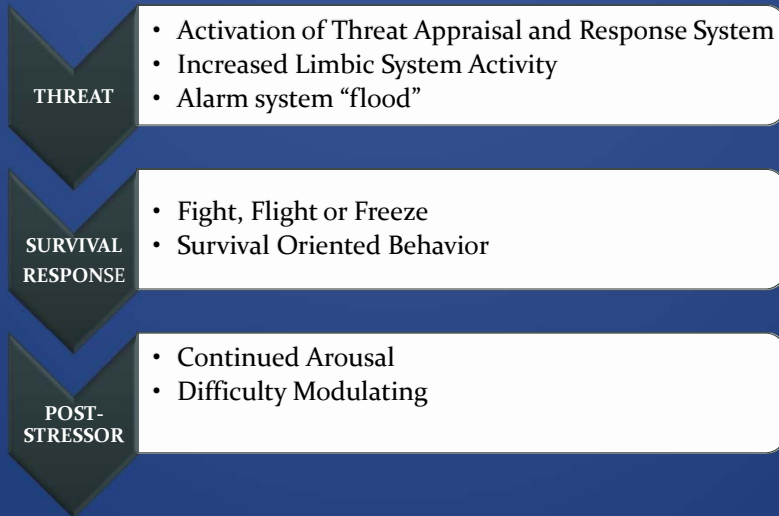 THREAT
• Activation of Threat Appraisal and Response System
• Increased Limbic System Activity
• Alarm system “flood”
SURVIVAL
RESPONSE
• Fight, Flight or Freeze
• Survival Oriented Behavior
POST-
STRESSOR
• Continued Arousal
• Difficulty Modulating